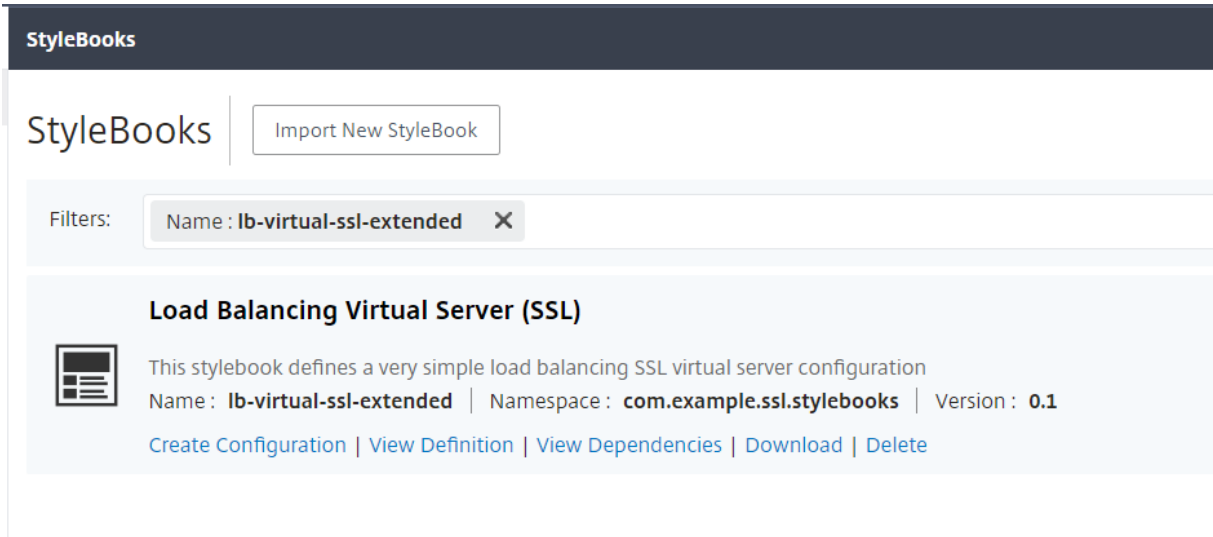 StyleBooks
StyleBooks Import New StyleBook
Filters: Name : lb-virtual-ssl-extended ✕
Load Balancing Virtual Server (SSL)
This stylebook defines a very simple load balancing SSL virtual server configuration
Name : lb-virtual-ssl-extended | Namespace : com.example.ssl.stylebooks | Version : 0.1
Create Configuration | View Definition | View Dependencies | Download | Delete